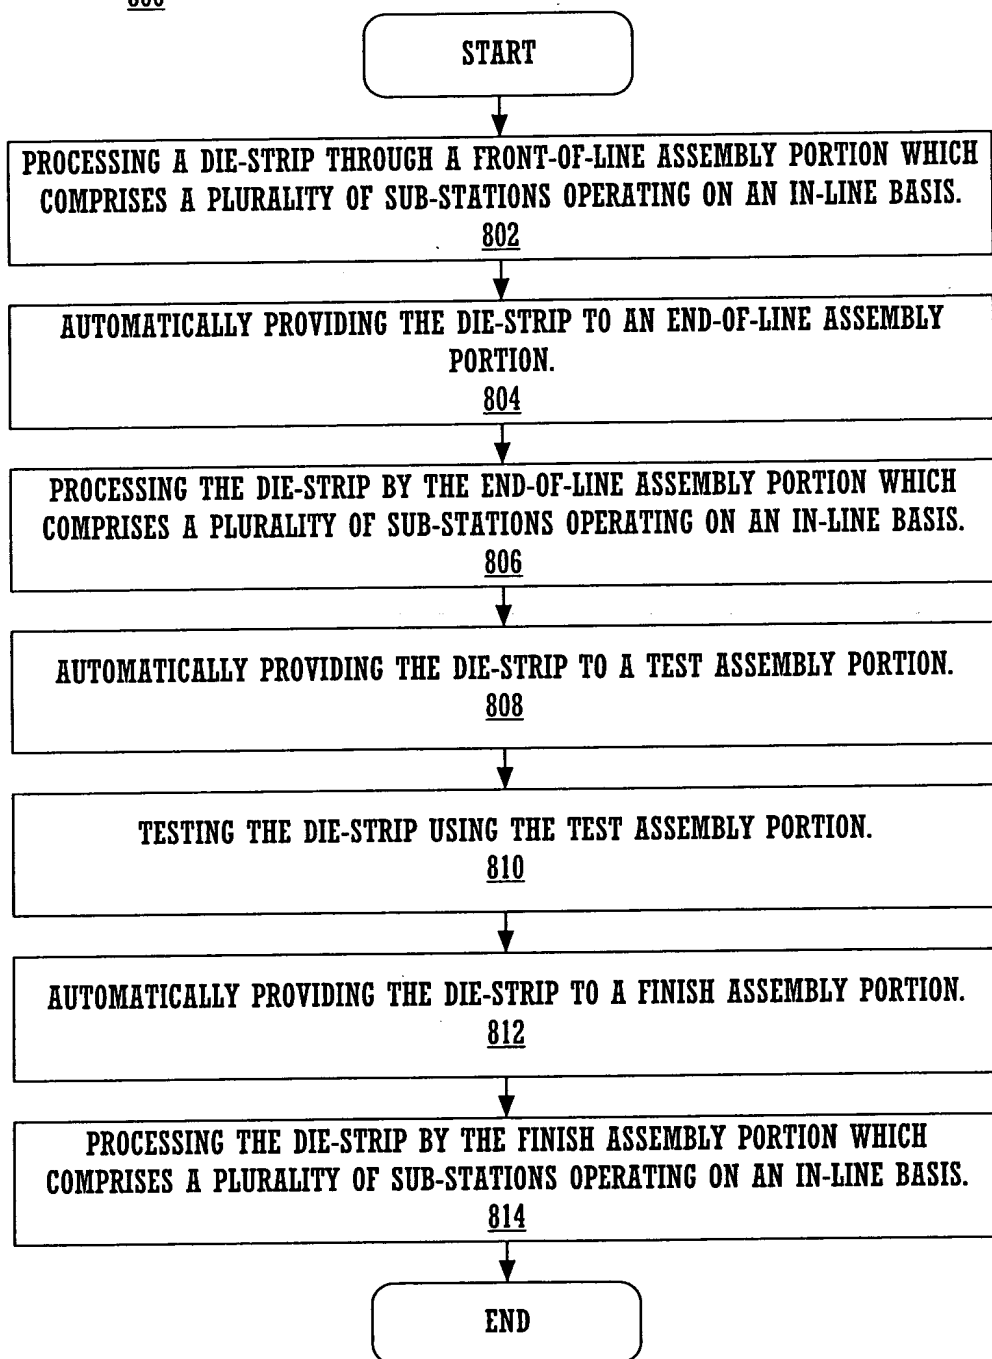 START
PROCESSING A DIE-STRIP THROUGH A FRONT-OF-LINE ASSEMBLY PORTION WHICH
COMPRISES A PLURALITY OF SUB-STATIONS OPERATING ON AN IN-LINE BASIS.
802
AUTOMATICALLY PROVIDING THE DIE-STRIP TO AN END-OF-LINE ASSEMBLY
PORTION.
804
PROCESSING THE DIE-STRIP BY THE END-OF-LINE ASSEMBLY PORTION WHICH
COMPRISES A PLURALITY OF SUB-STATIONS OPERATING ON AN IN-LINE BASIS.
806
AUTOMATICALLY PROVIDING THE DIE-STRIP TO A TEST ASSEMBLY PORTION.
808
TESTING THE DIE-STRIP USING THE TEST ASSEMBLY PORTION.
810
AUTOMATICALLY PROVIDING THE DIE-STRIP TO A FINISH ASSEMBLY PORTION.
812
PROCESSING THE DIE-STRIP BY THE FINISH ASSEMBLY PORTION WHICH
COMPRISES A PLURALITY OF SUB-STATIONS OPERATING ON AN IN-LINE BASIS.
814
END